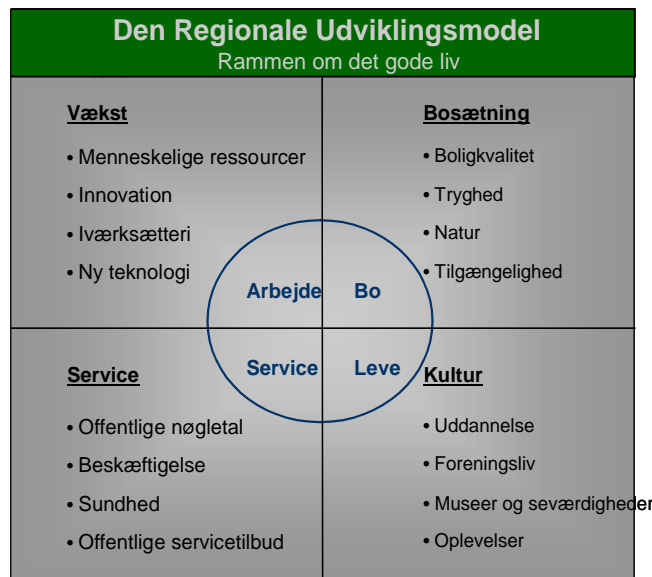 Den Regionale Udviklingsmodel
Rammen om det gode liv
Vækst
• Menneskelige ressourcer
• Innovation
• Iværksætteri
• Ny teknologi
Bosætning
• Boligkvalitet
• Tryghed
• Natur
• Tilgængelighed
Arbejde
Bo
Service
Leve
Service
• Offentlige nøgletal
• Beskæftigelse
• Sundhed
• Offentlige servicetilbud
Kultur
• Uddannelse
• Foreningsliv
• Museer og seværdigheder
• Oplevelser